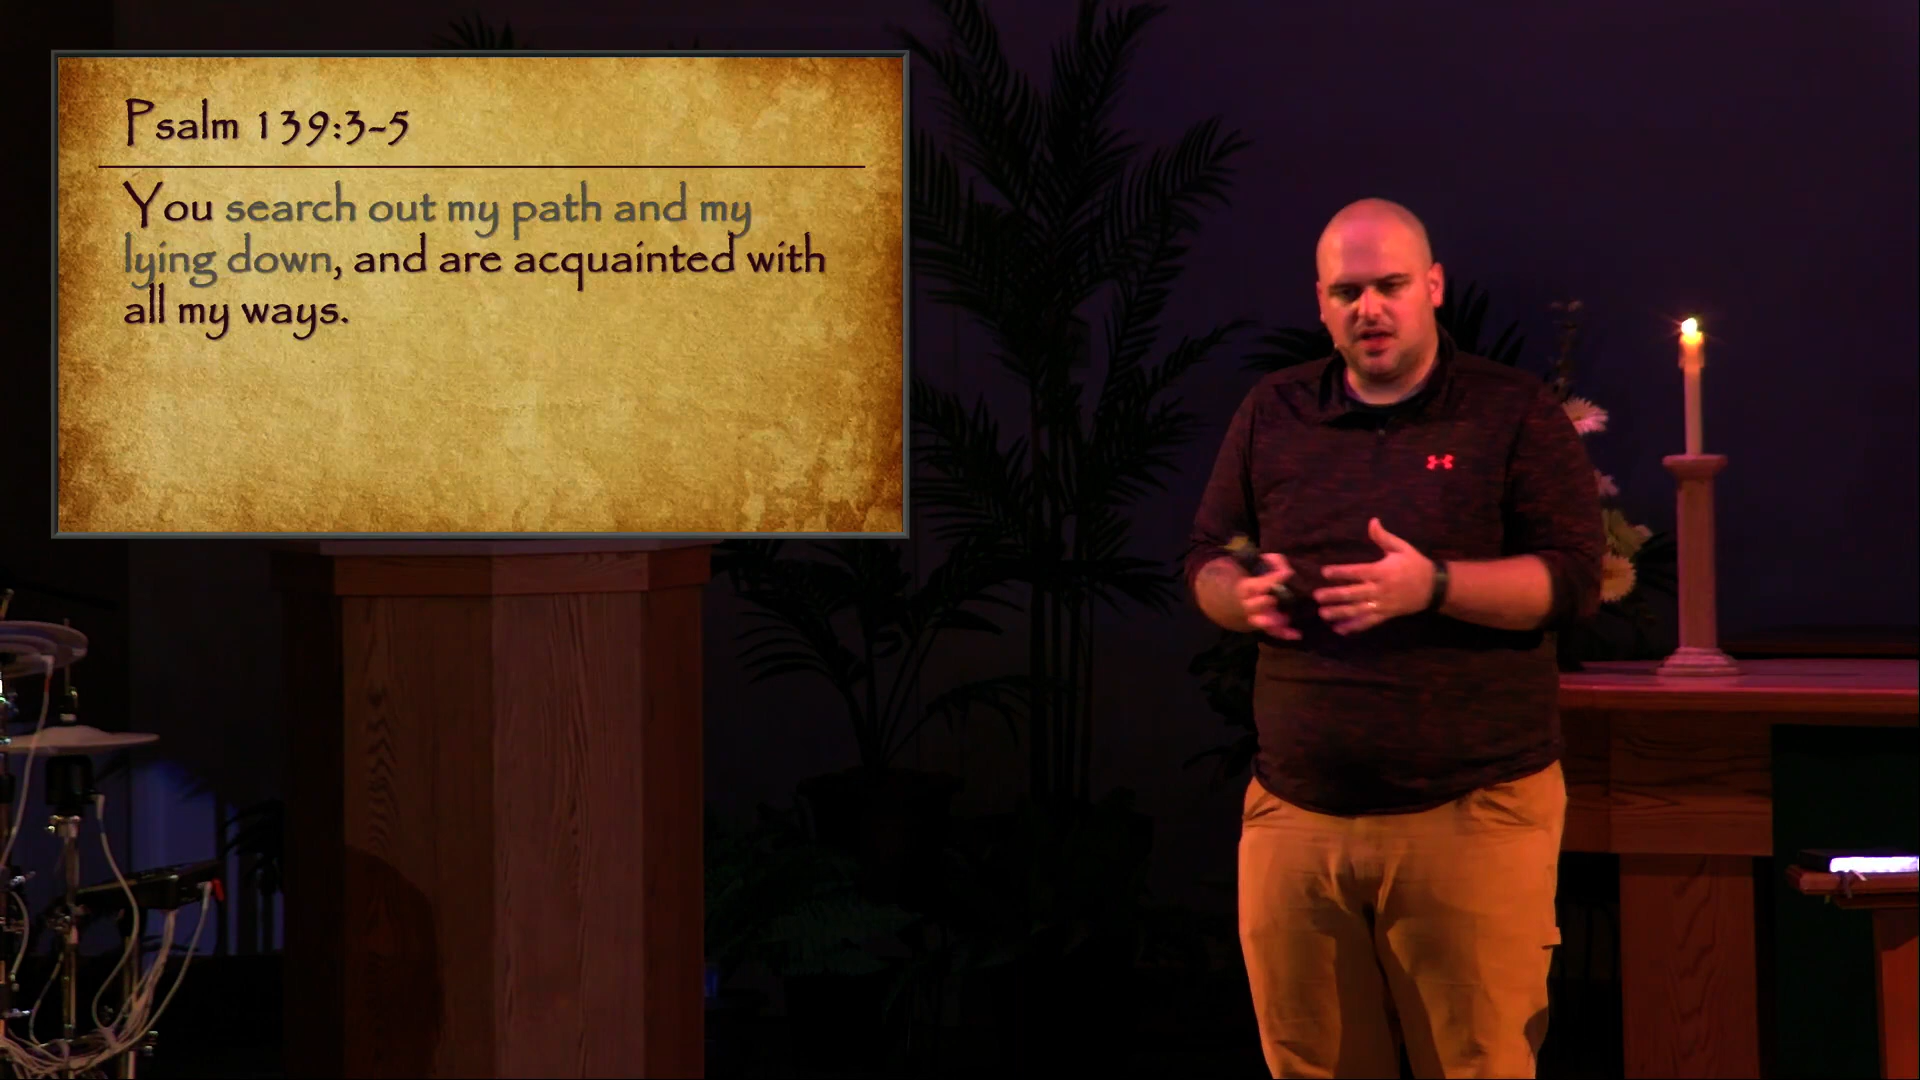 Psalm 139:3-5
You search out my path and my
lying down, and are acquainted with
all my ways.